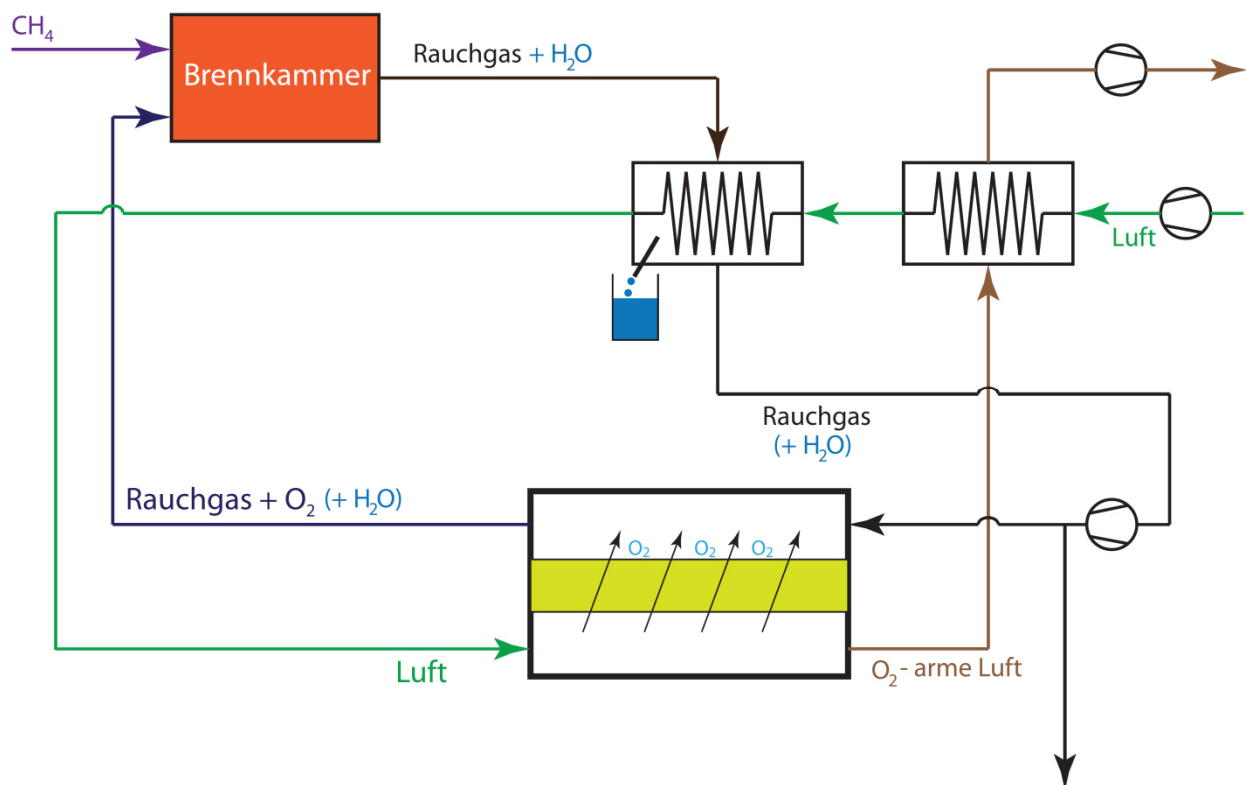 CH₄
Brennkammer
Rauchgas + H₂O
Luft
Rauchgas
(+ H₂O)
Rauchgas + O₂ (+ H₂O)
O₂ O₂ O₂
Luft
O₂- arme Luft